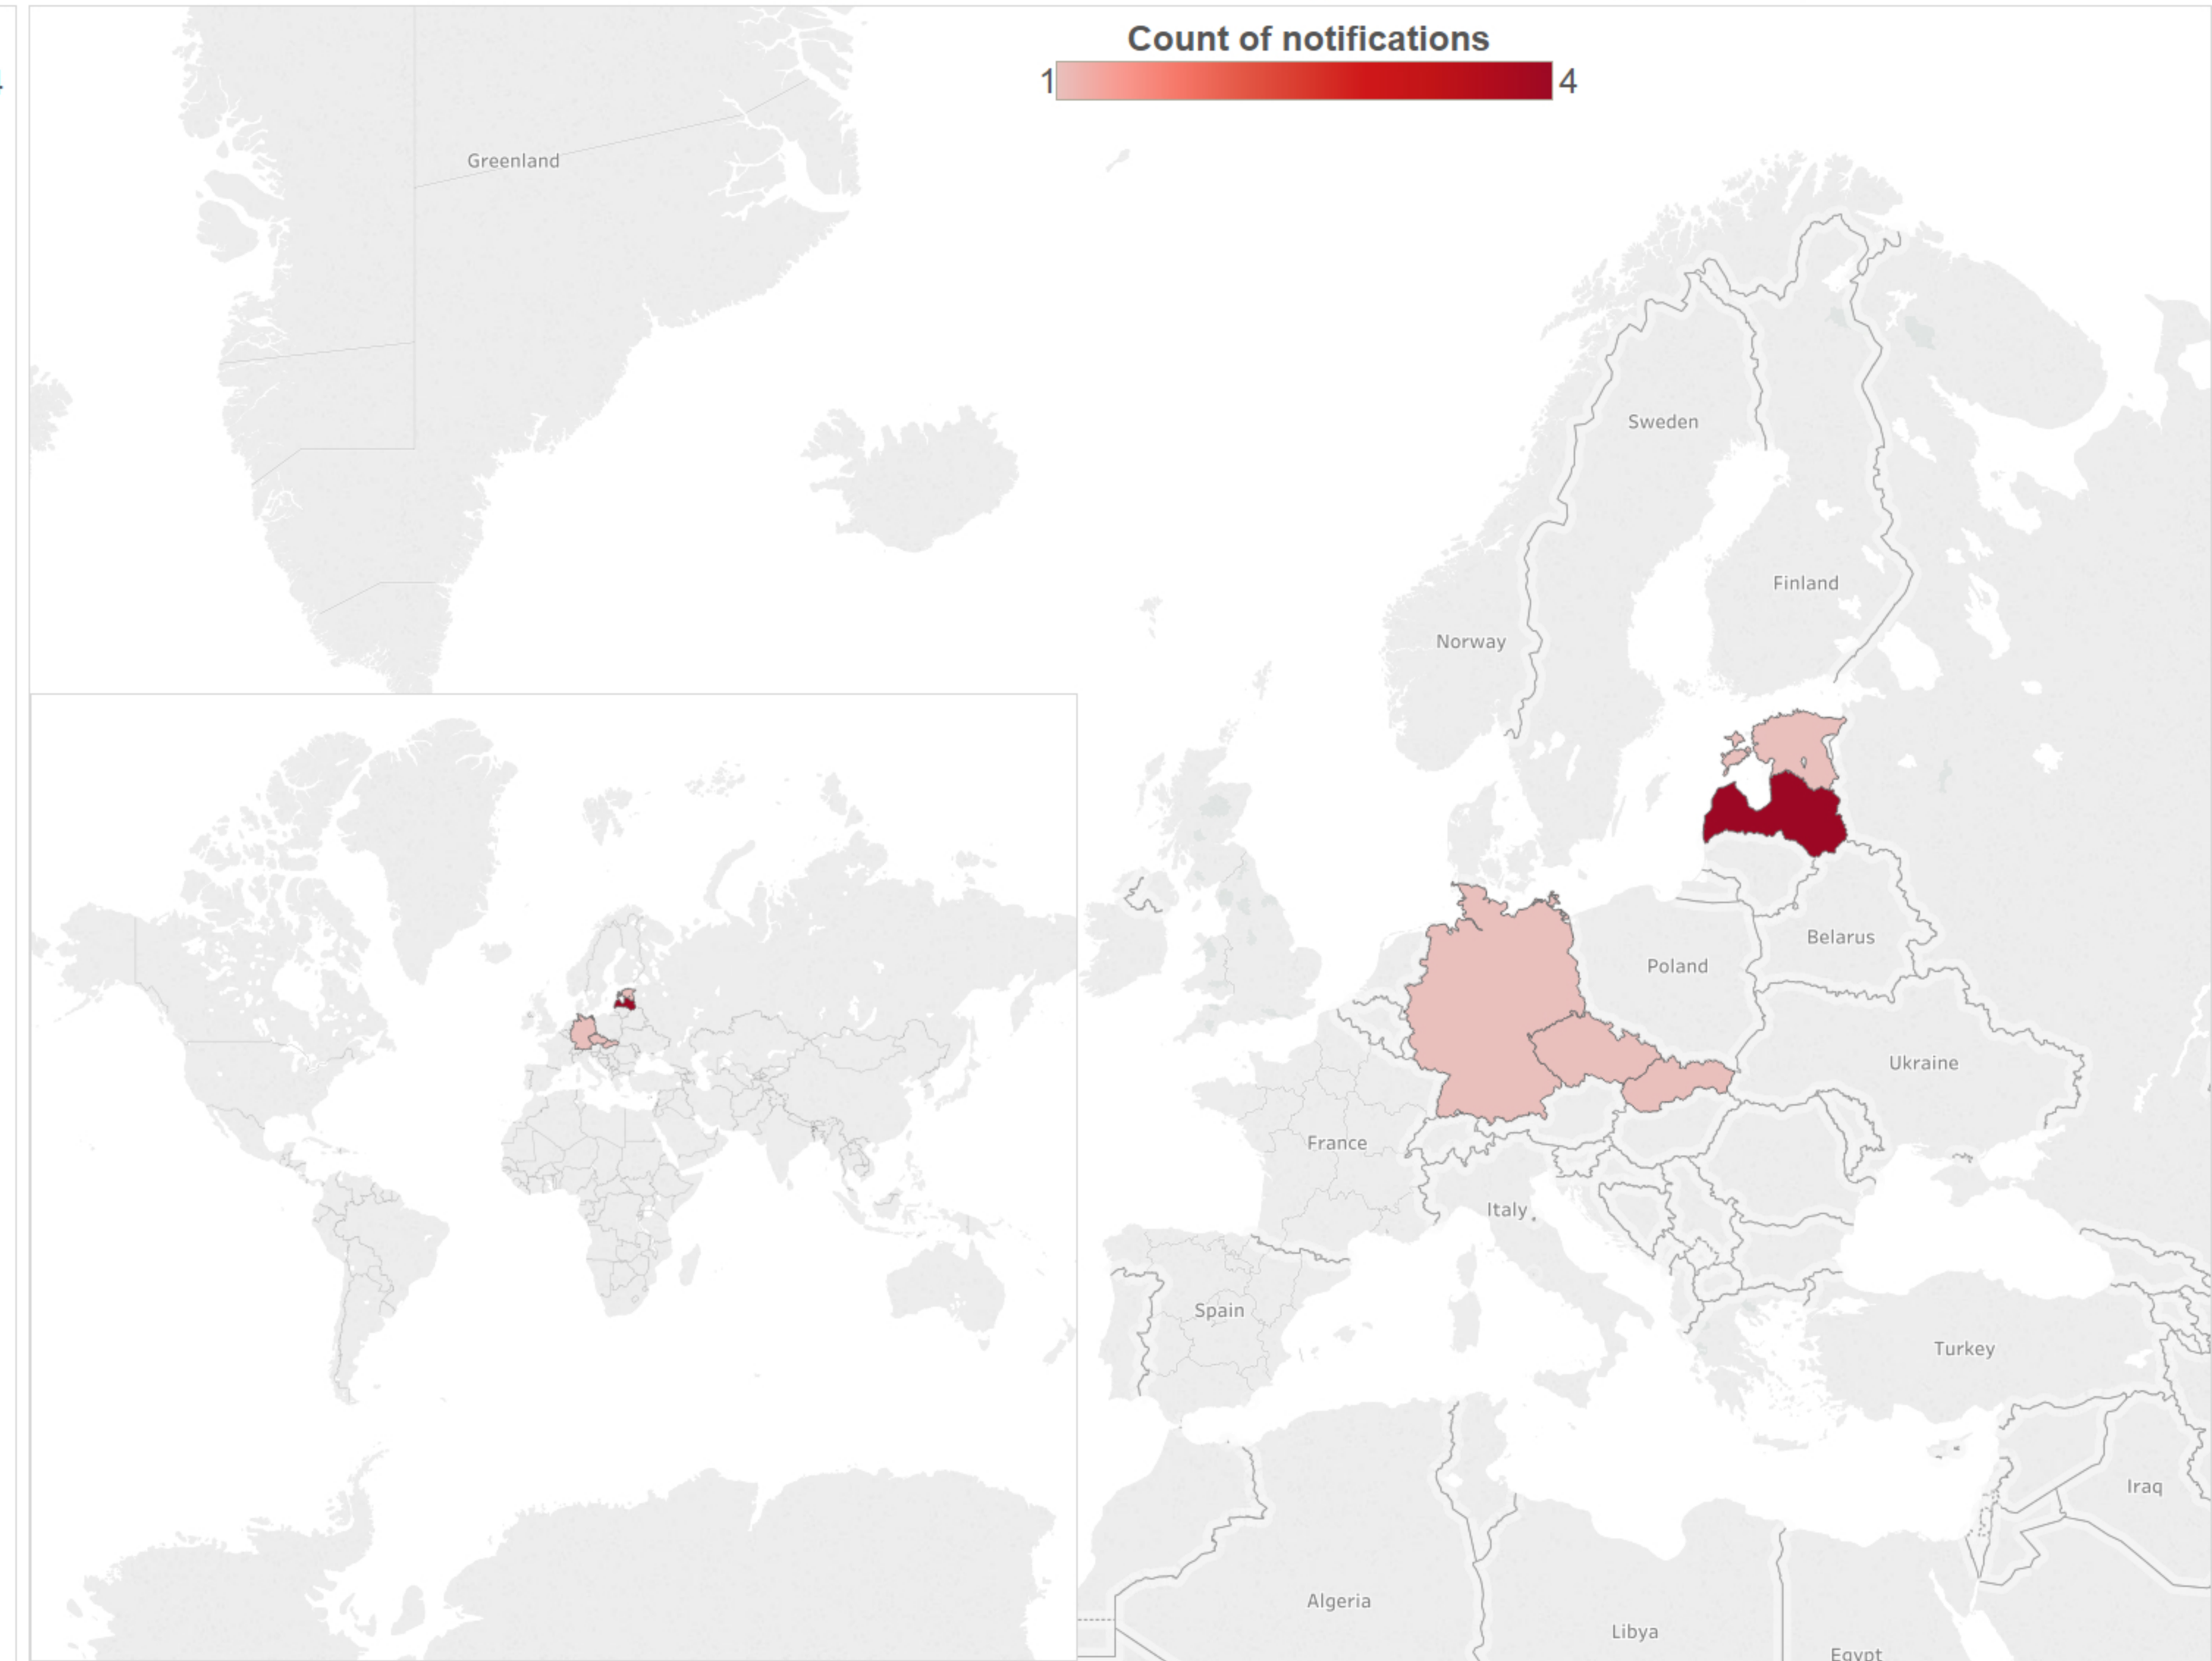 Count of notifications
1 4
Greenland
Sweden
Finland
Norway
Belarus
Poland
Ukraine
France
Italy
Spain
Turkey
Iraq
Algeria
Libya
Egypt